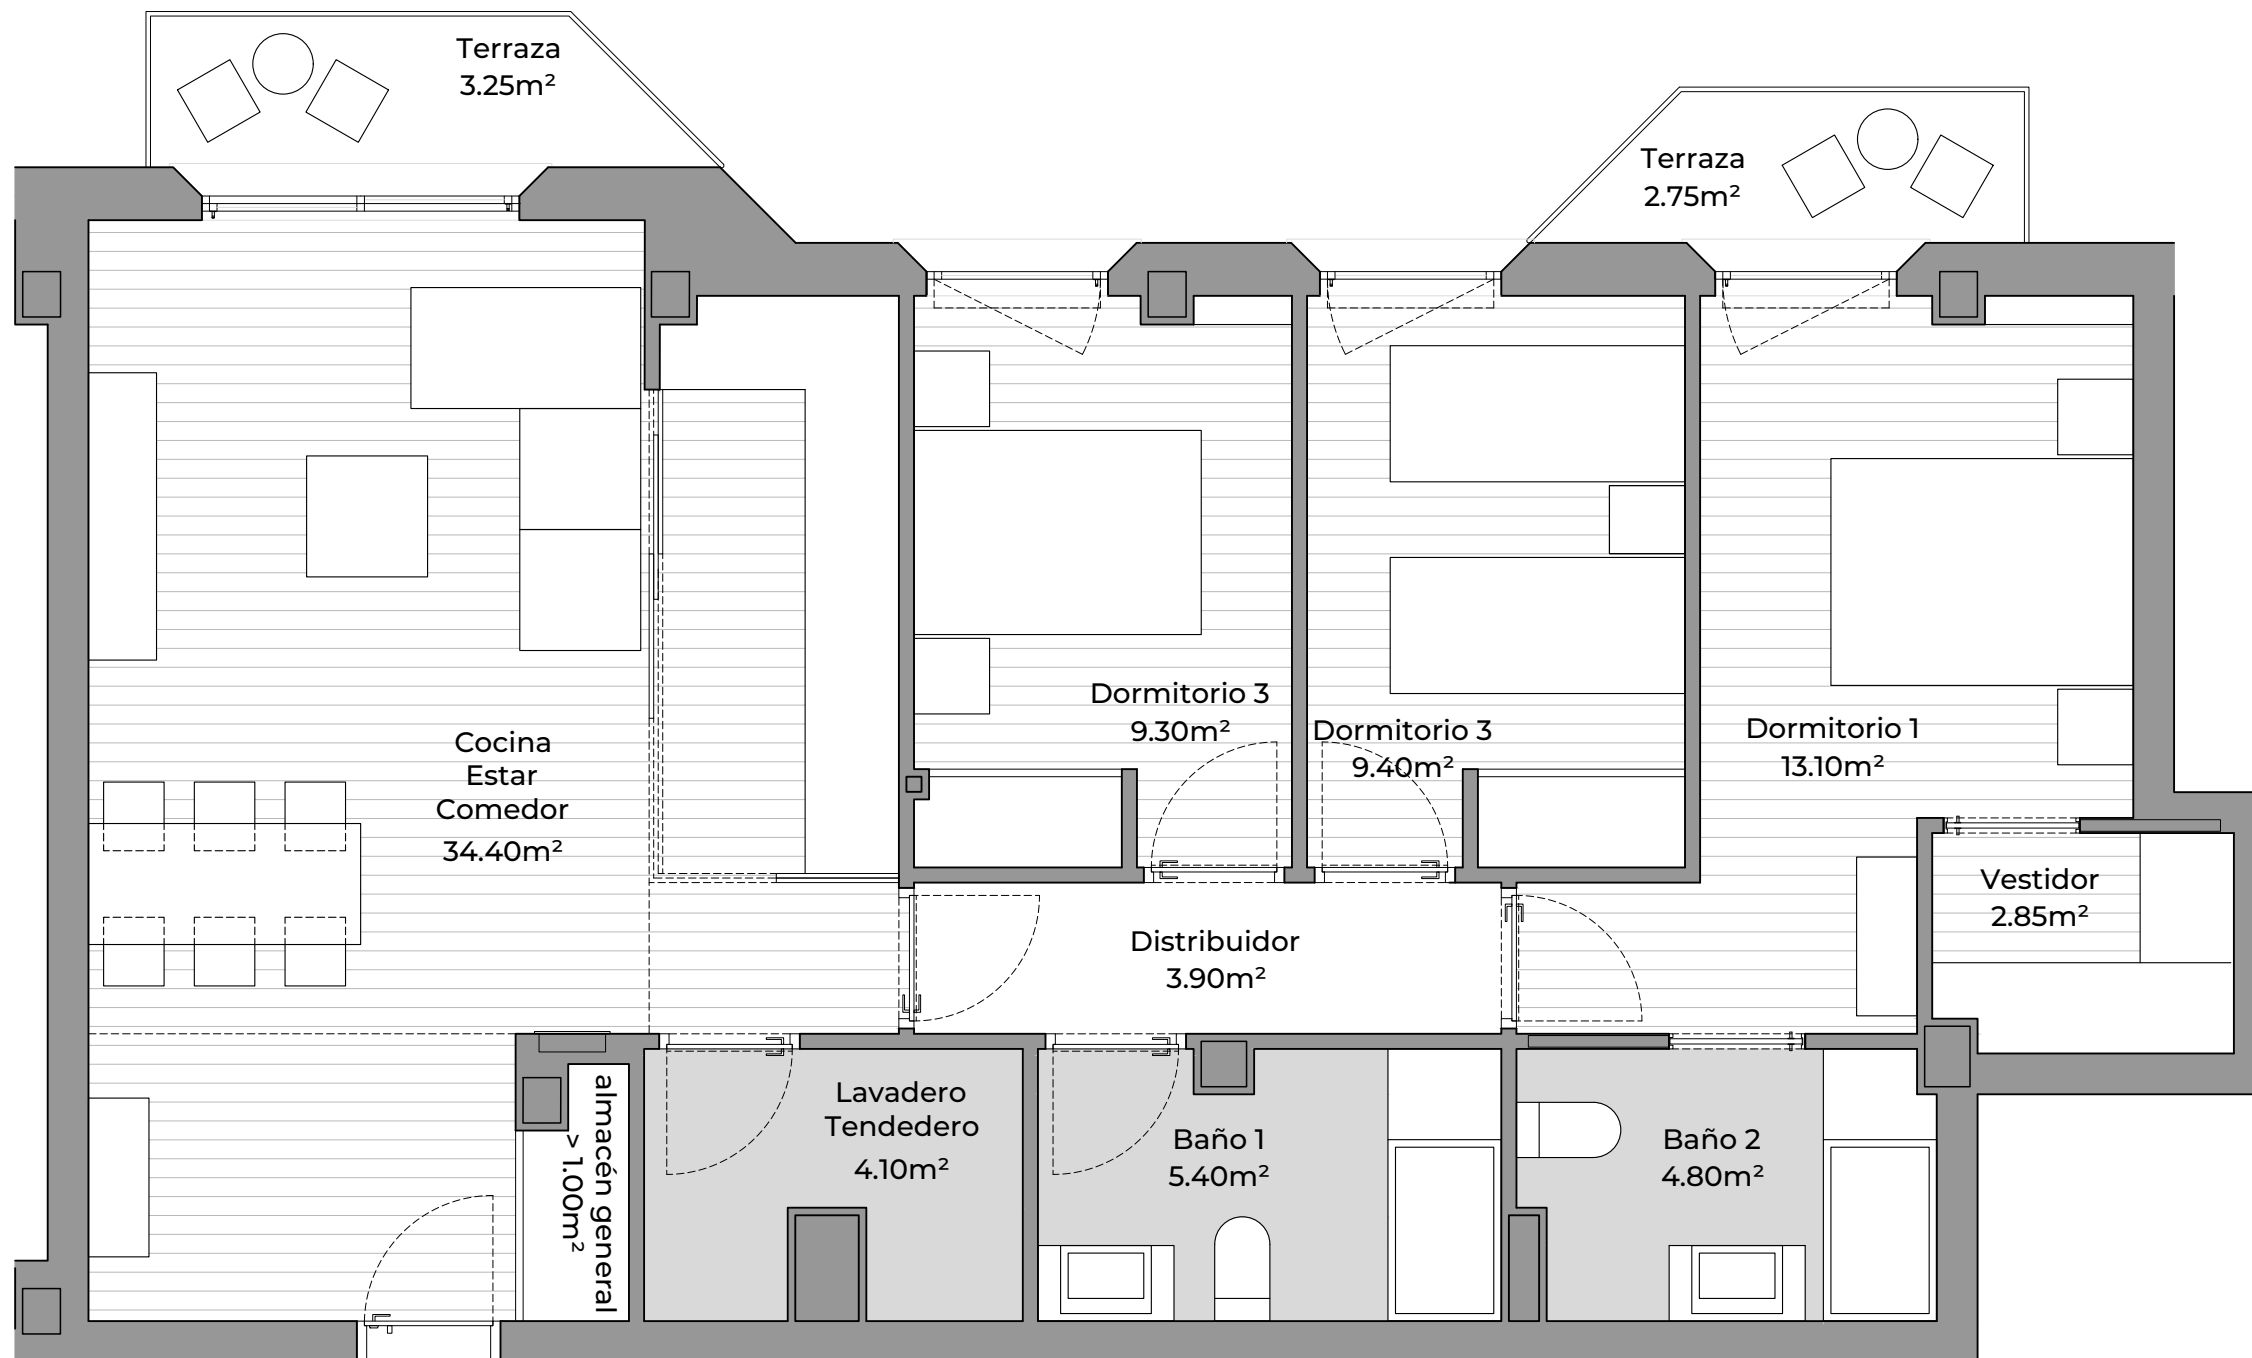 Terraza
3.25m²
Terraza
2.75m²
Dormitorio 3
9.30m²
Dormitorio 3
9.40m²
Dormitorio 1
13.10m²
Cocina
Estar
Comedor
34.40m²
Vestidor
2.85m²
Distribuidor
3.90m²
almacén general
> 1.00m²
Lavadero
Tendedero
4.10m²
Baño 1
5.40m²
Baño 2
4.80m²